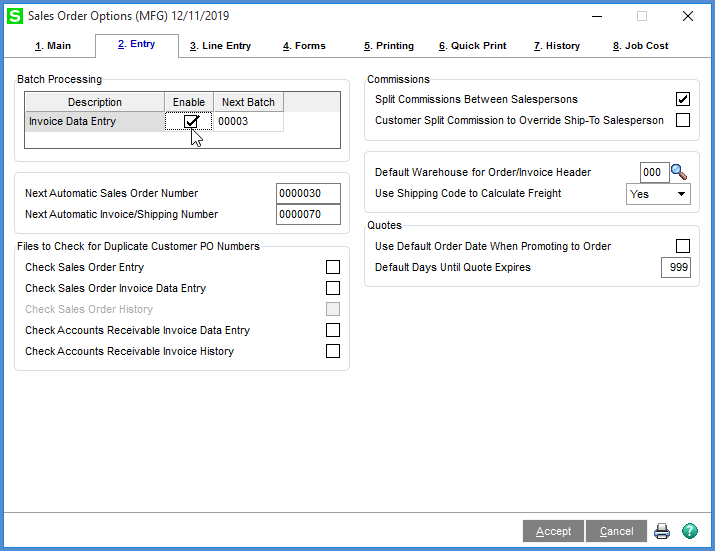 S Sales Order Options (MFG) 12/11/2019
1. Main 2. Entry 3. Line Entry 4. Forms 5. Printing 6. Quick Print 7. History 8. Job Cost
Batch Processing
Description Enable Next Batch
Invoice Data Entry 00003
Next Automatic Sales Order Number 0000030
Next Automatic Invoice/Shipping Number 0000070
Files to Check for Duplicate Customer PO Numbers
Check Sales Order Entry
Check Sales Order Invoice Data Entry
Check Sales Order History
Check Accounts Receivable Invoice Data Entry
Check Accounts Receivable Invoice History
Commissions
Split Commissions Between Salespersons
Customer Split Commission to Override Ship-To Salesperson
Default Warehouse for Order/Invoice Header 000
Use Shipping Code to Calculate Freight Yes
Quotes
Use Default Order Date When Promoting to Order
Default Days Until Quote Expires 999
Accept Cancel ?